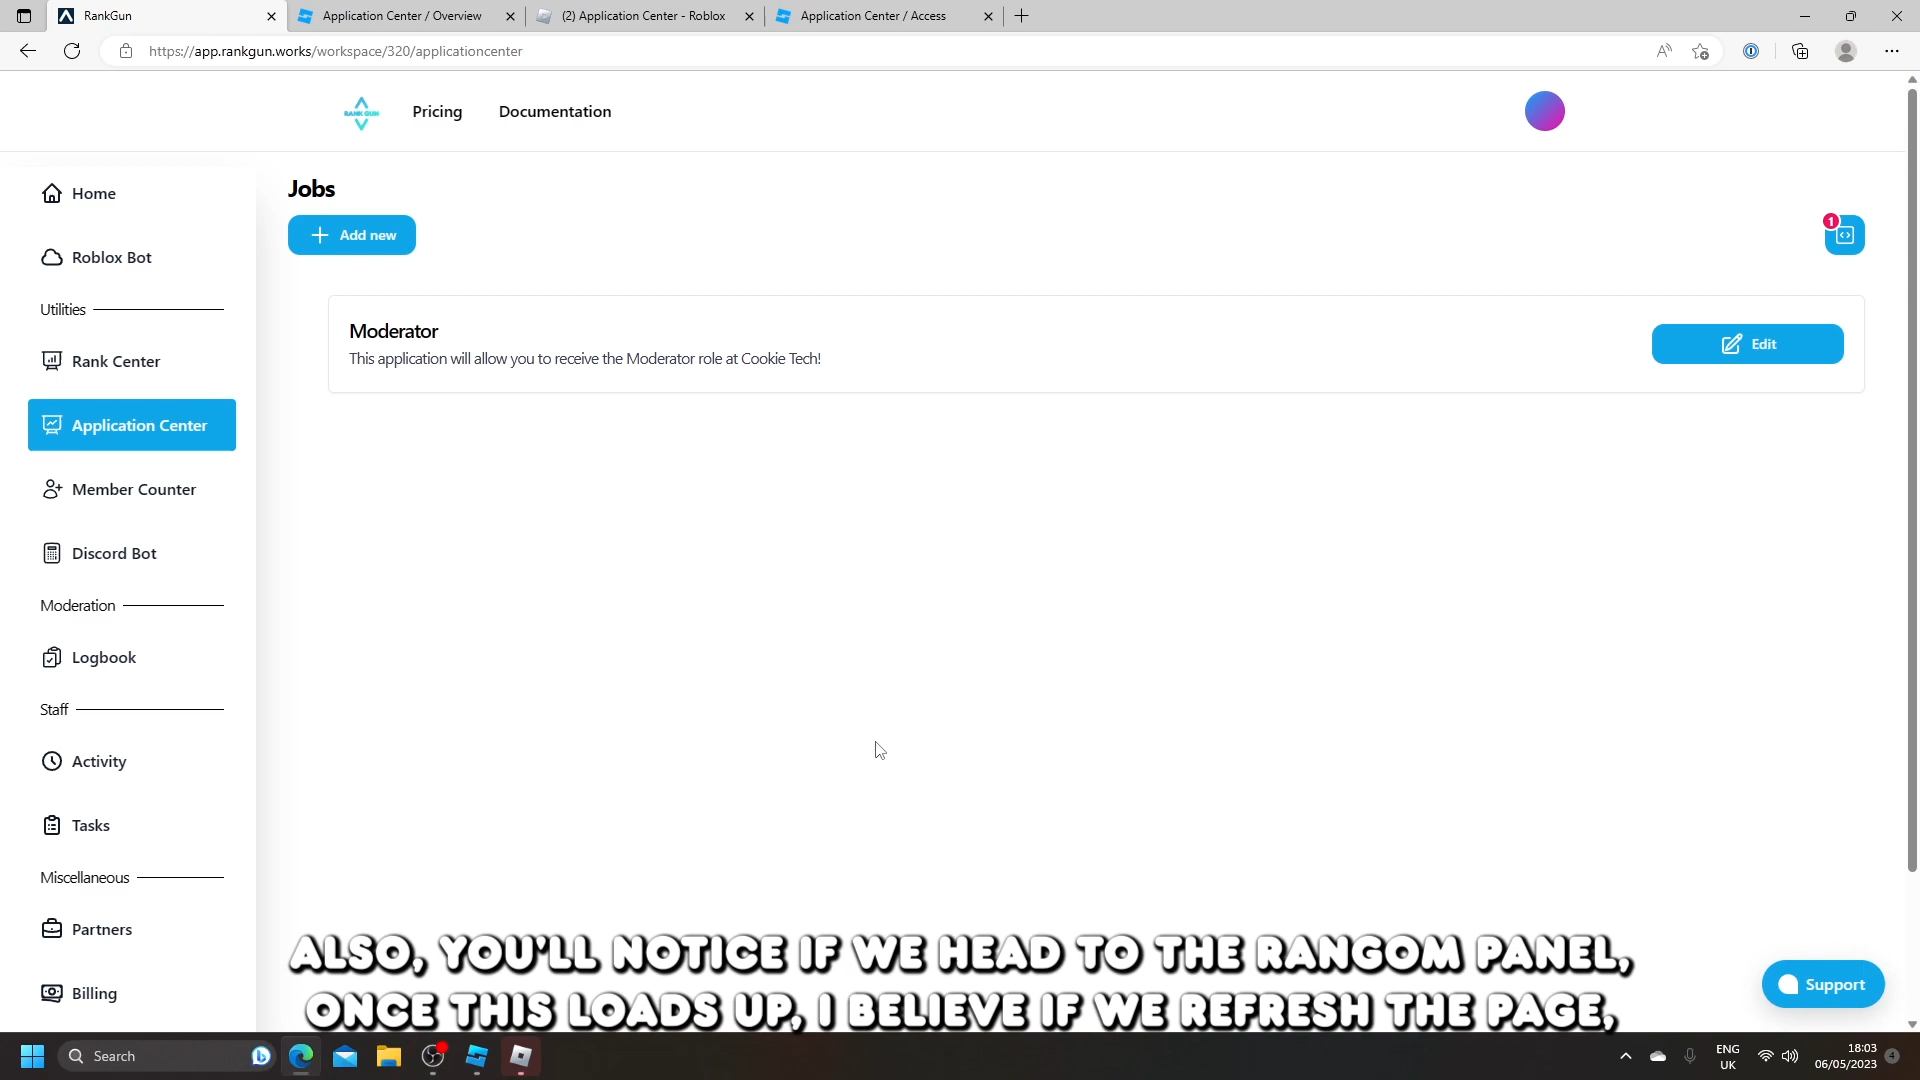 RankGun
Application Center / Overview
(2) Application Center - Roblox
Application Center / Access
https://app.rankgun.works/workspace/320/applicationcenter
RANK GUN
Pricing
Documentation
Home
Roblox Bot
Utilities
Rank Center
Application Center
Member Counter
Discord Bot
Moderation
Logbook
Staff
Activity
Tasks
Miscellaneous
Partners
Billing
Jobs
Add new
1
Moderator
This application will allow you to receive the Moderator role at Cookie Tech!
Edit
ALSO, YOU'LL NOTICE IF WE HEAD TO THE RANGOM PANEL,
ONCE THIS LOADS UP, I BELIEVE IF WE REFRESH THE PAGE,
Support
Search
ENG
UK
18:03
06/05/2023
4